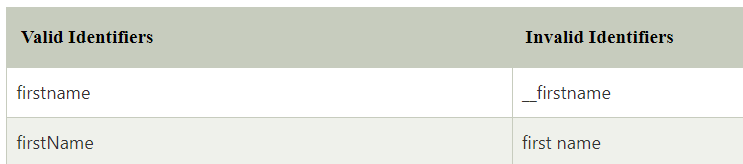 Valid Identifiers Invalid Identifiers
firstname __firstname
firstName first name